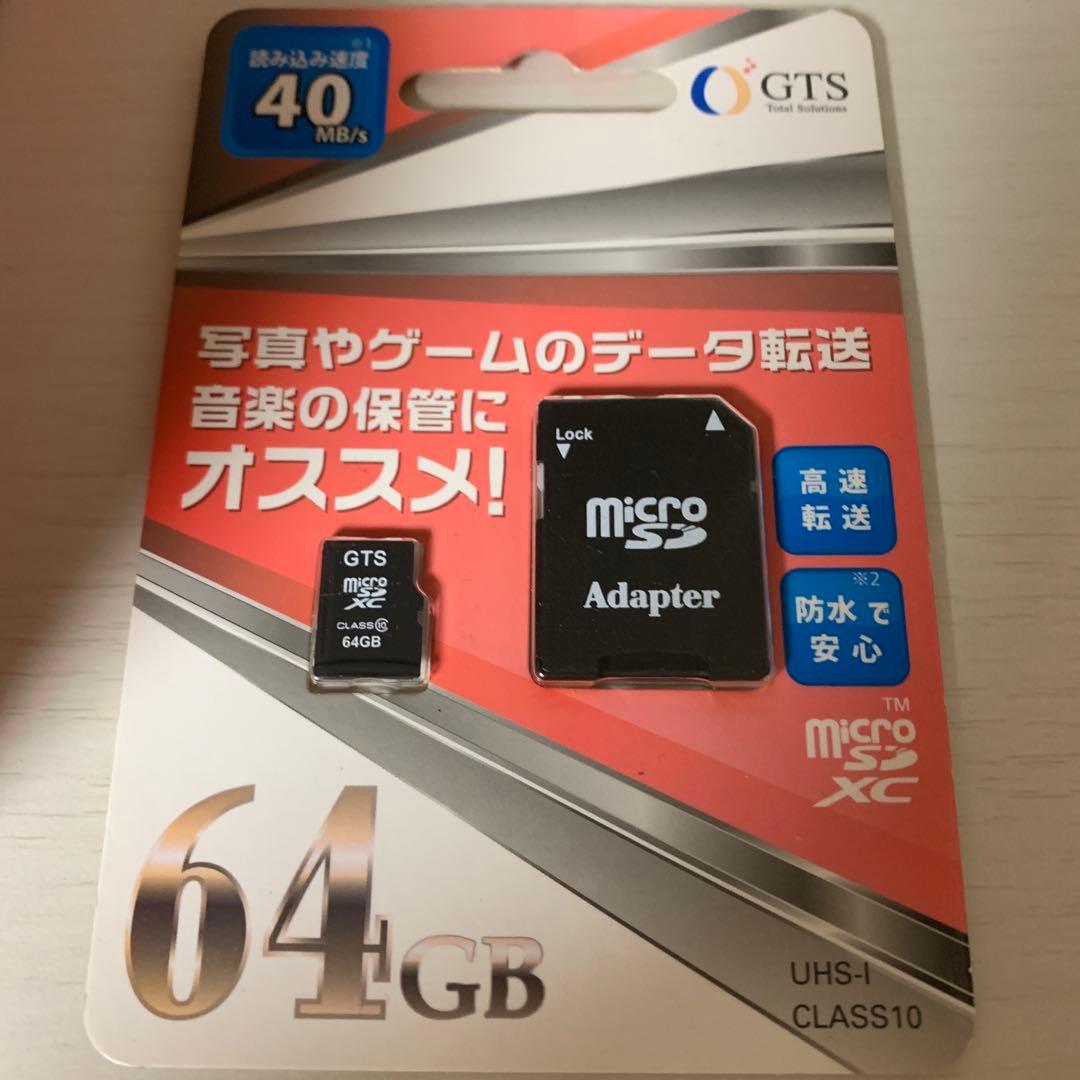 ※1
読み込み速度
40
MB/s
GTS
Total Solutions
写真やゲームのデータ転送
音楽の保管に
オススメ!
Lock
micro
SD
Adapter
高速
転送
※2
防水で
安心
GTS
micro
SD
XC
CLASS10
64GB
TM
micro
SD
XC
64GB
UHS-I
CLASS10